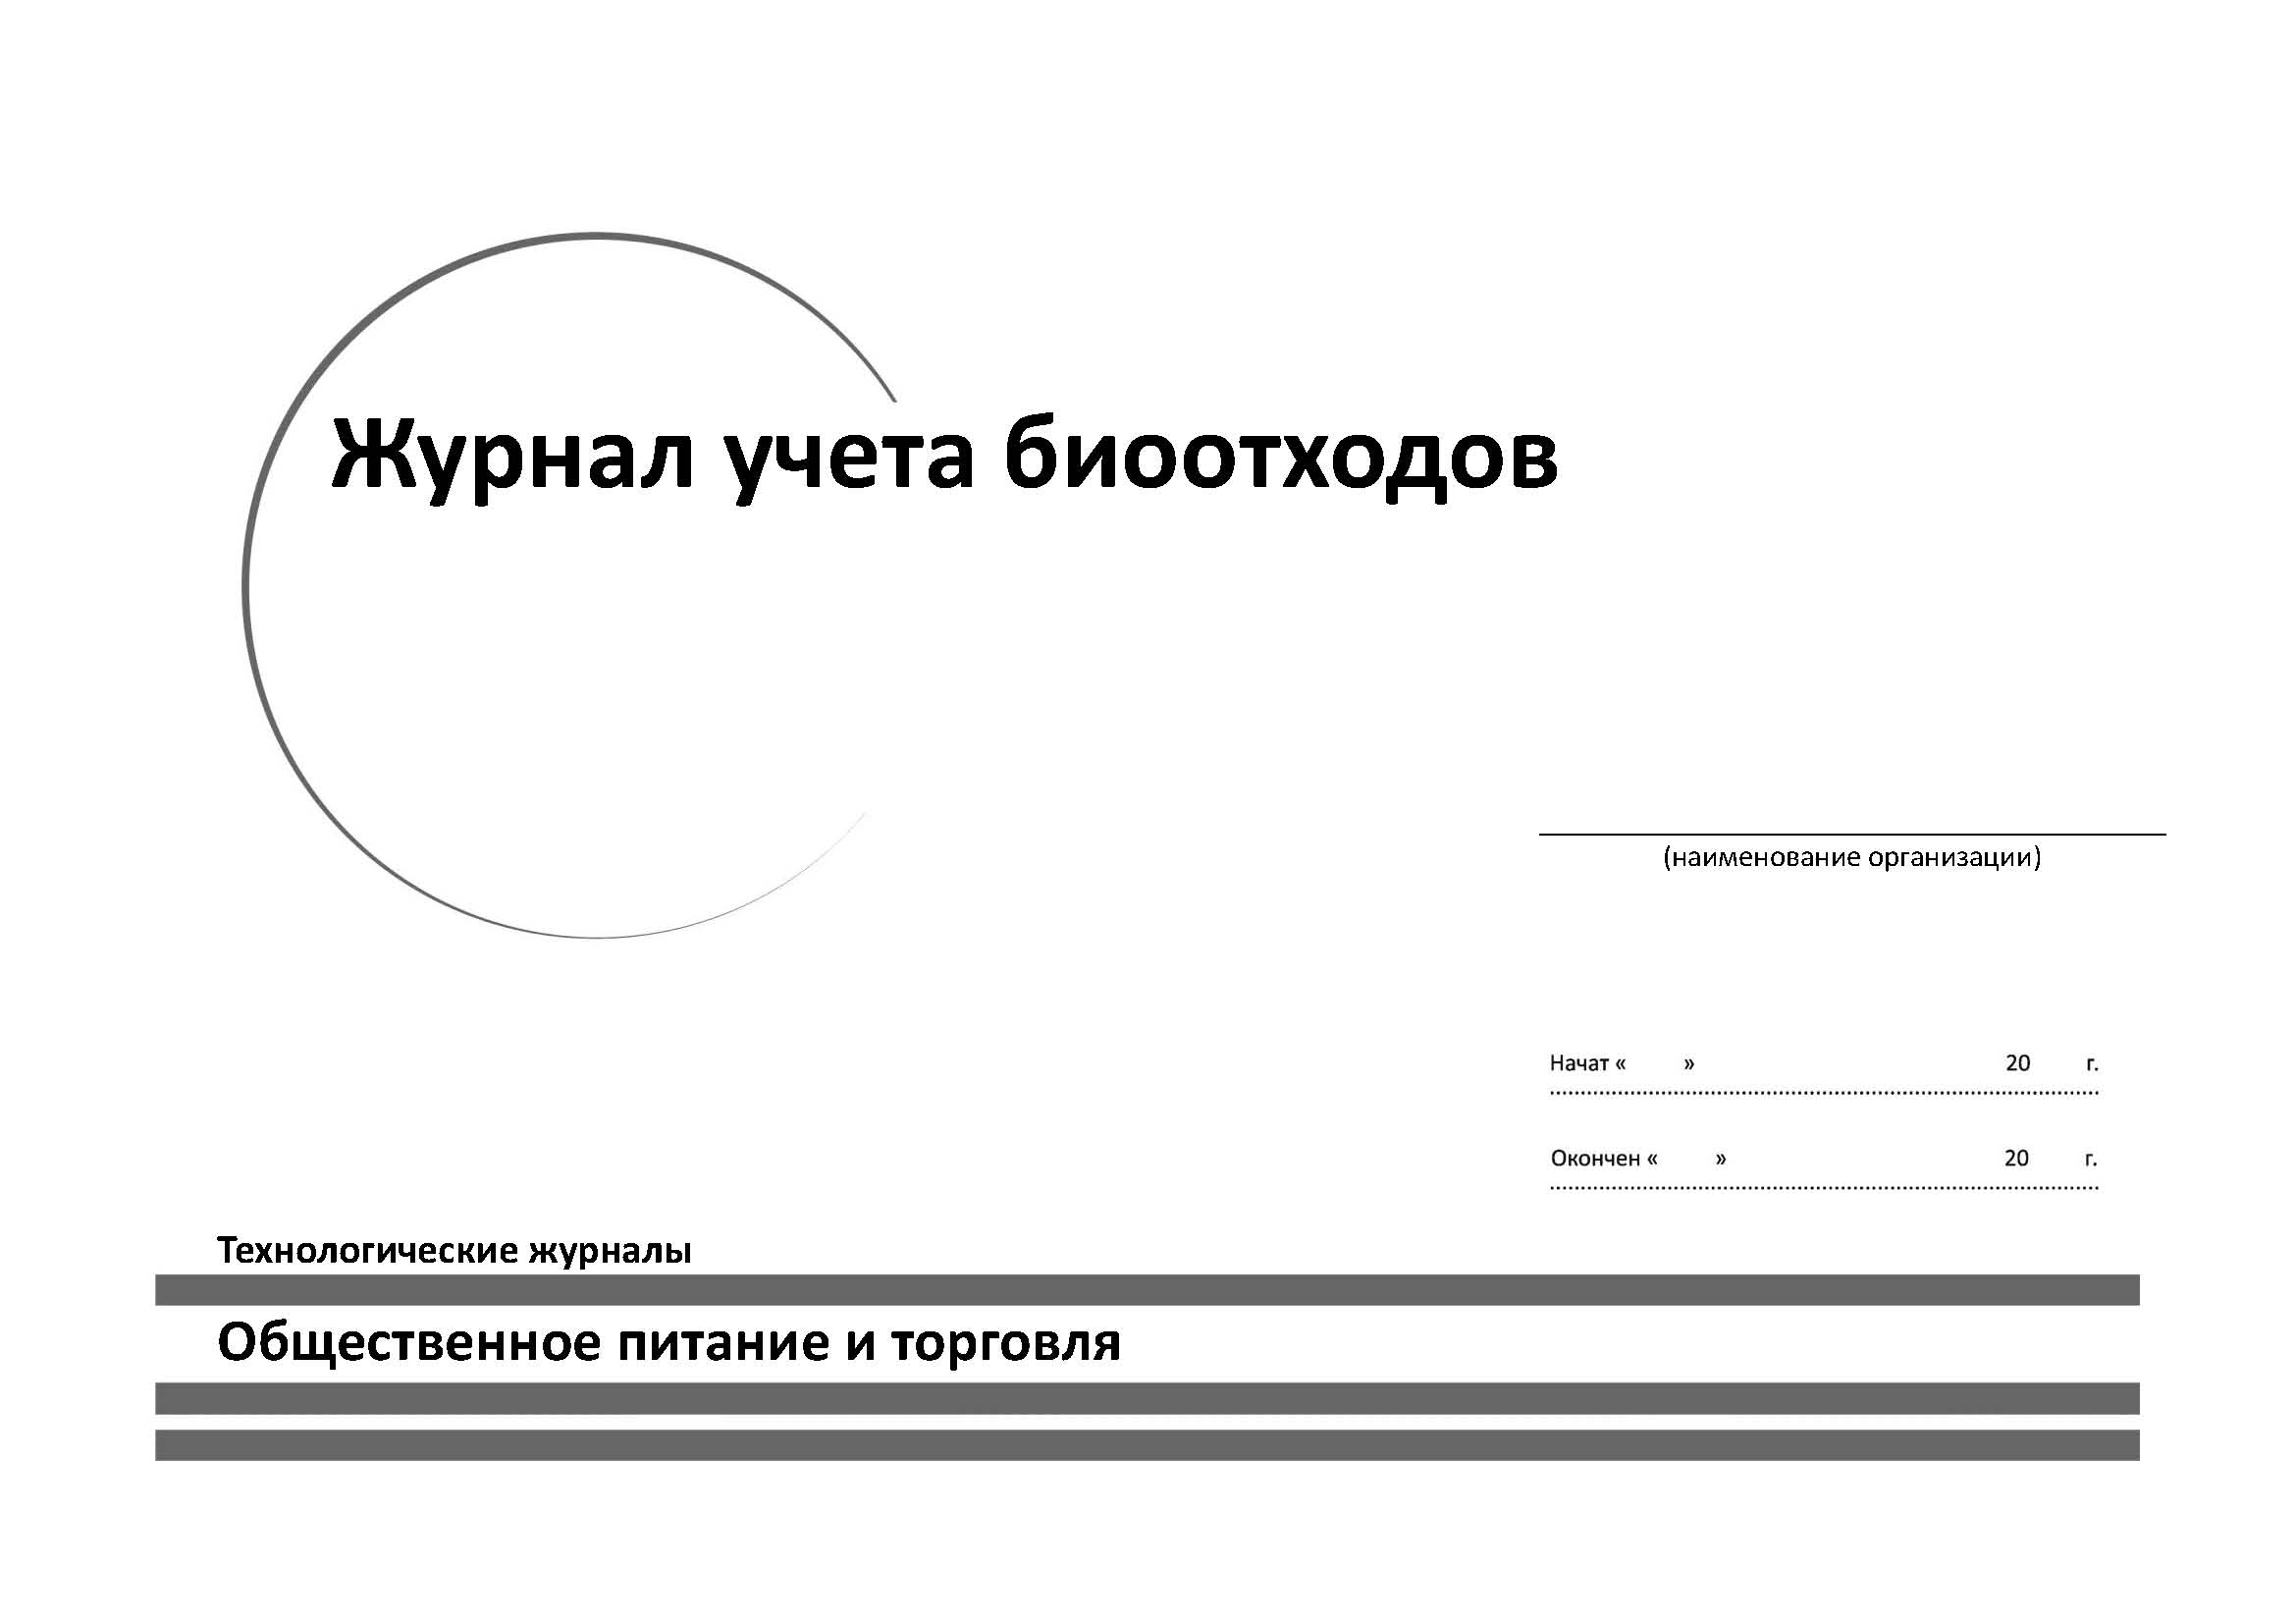 Журнал учета биоотходов
(наименование организации)
Начат « » 20 г.
Окончен « » 20 г.
Технологические журналы
Общественное питание и торговля